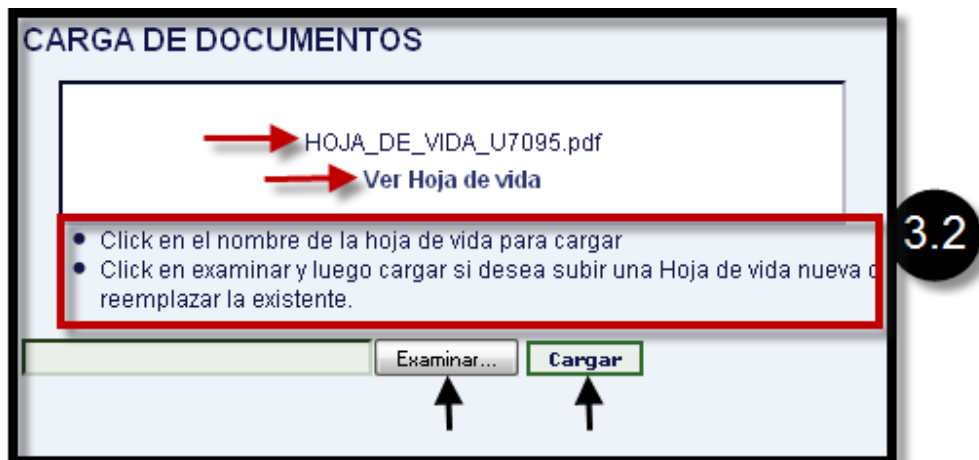 CARGA DE DOCUMENTOS
HOJA_DE_VIDA_U7095.pdf
Ver Hoja de vida
3.2
• Click en el nombre de la hoja de vida para cargar
• Click en examinar y luego cargar si desea subir una Hoja de vida nueva
reemplazar la existente.
Examinar... Cargar